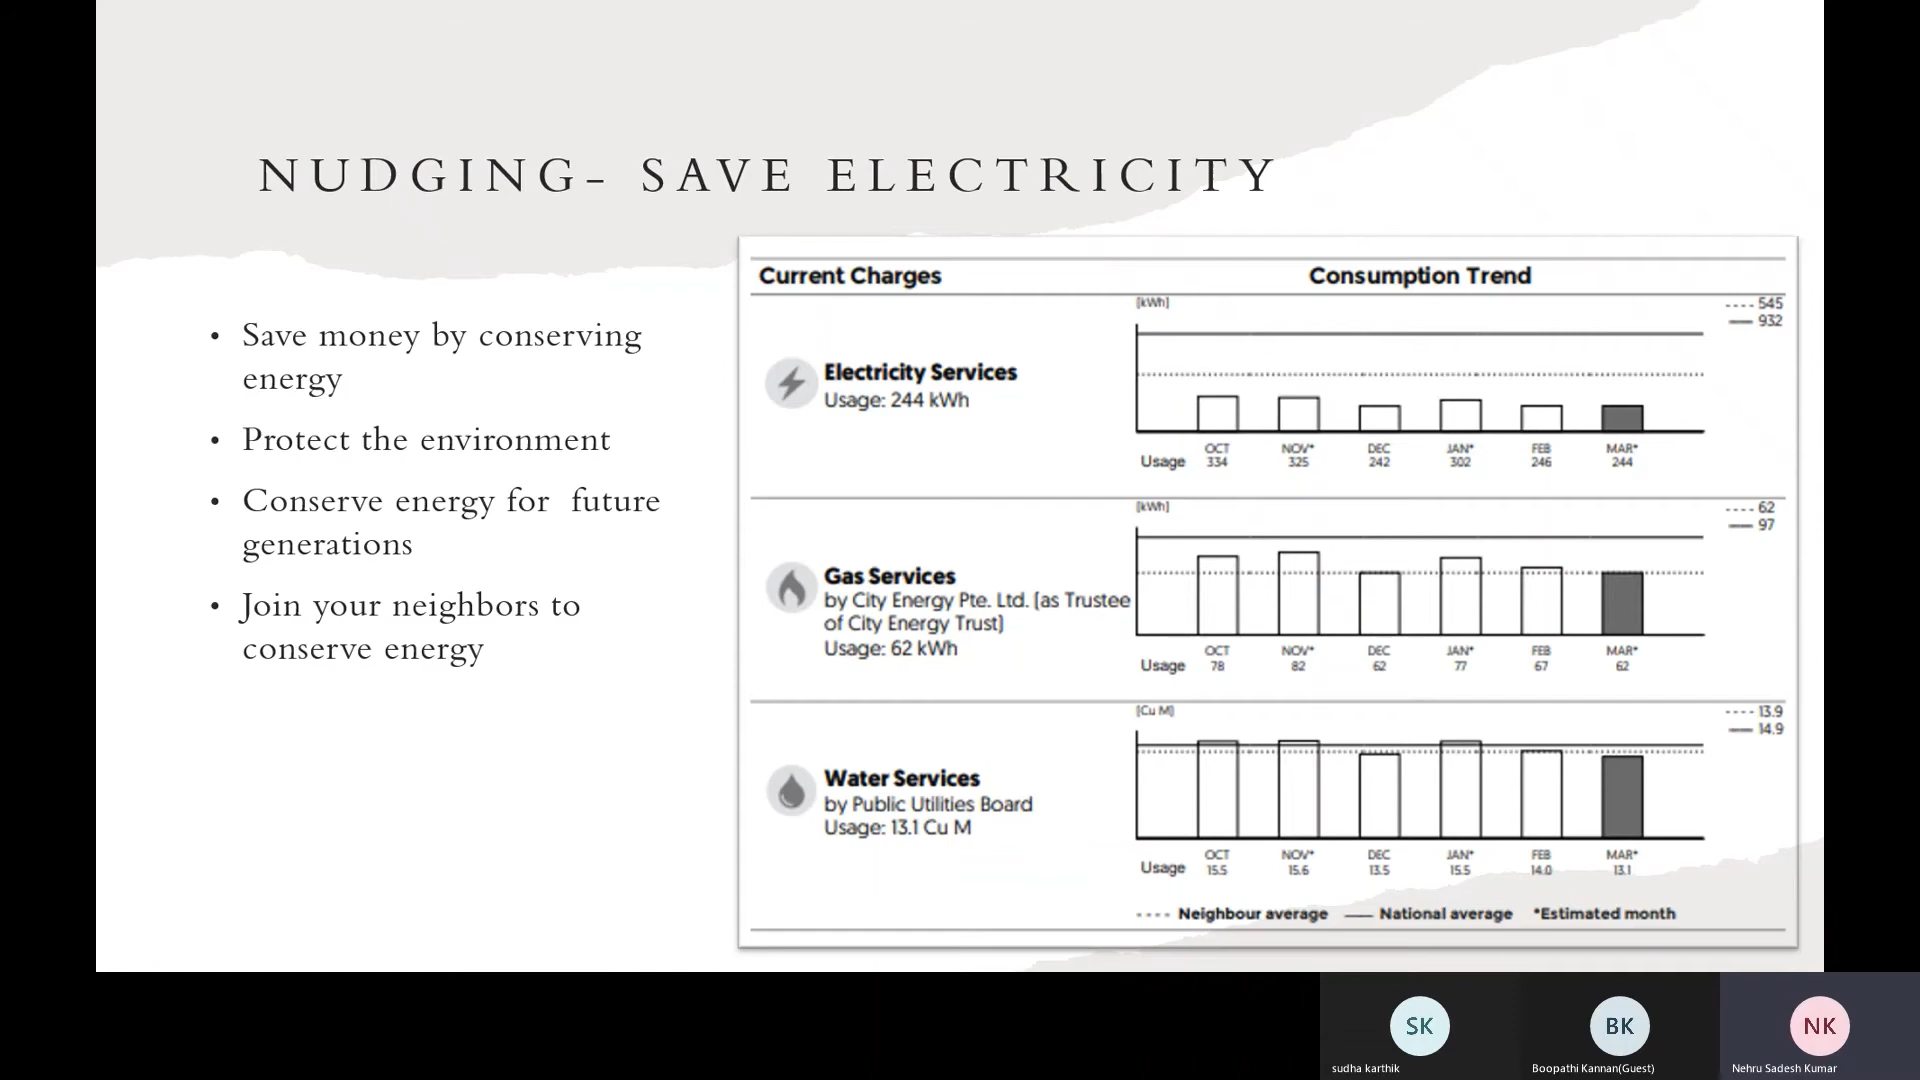 NUDGING- SAVE ELECTRICITY
• Save money by conserving
energy
• Protect the environment
• Conserve energy for future
generations
• Join your neighbors to
conserve energy
Current Charges
Consumption Trend
Electricity Services
Usage: 244 kWh
[kWh]
---- 545
— 932
OCT NOV* DEC JAN* FEB MAR*
Usage 334 325 242 302 246 244
Gas Services
by City Energy Pte. Ltd. [as Trustee
of City Energy Trust]
Usage: 62 kWh
[kWh]
---- 62
— 97
OCT NOV* DEC JAN* FEB MAR*
Usage 78 82 62 77 67 62
Water Services
by Public Utilities Board
Usage: 13.1 Cu M
[Cu M]
---- 13.9
— 14.9
OCT NOV* DEC JAN* FEB MAR*
Usage 15.5 15.6 13.5 15.5 14.0 13.1
---- Neighbour average — National average *Estimated month
SK
BK
NK
sudha karthik
Boopathi Kannan(Guest)
Nehru Sadesh Kumar